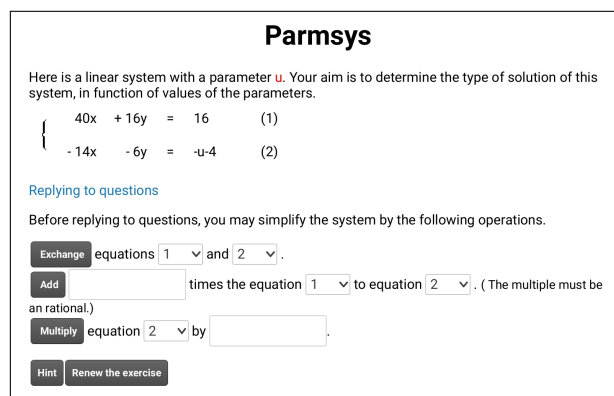 Parmsys
Here is a linear system with a parameter u. Your aim is to determine the type of solution of this
system, in function of values of the parameters.
40x + 16y = 16 (1)
- 14x - 6y = -u-4 (2)
Replying to questions
Before replying to questions, you may simplify the system by the following operations.
Exchange equations 1 and 2 .
Add times the equation 1 to equation 2 . ( The multiple must be
an rational.)
Multiply equation 2 by .
Hint Renew the exercise